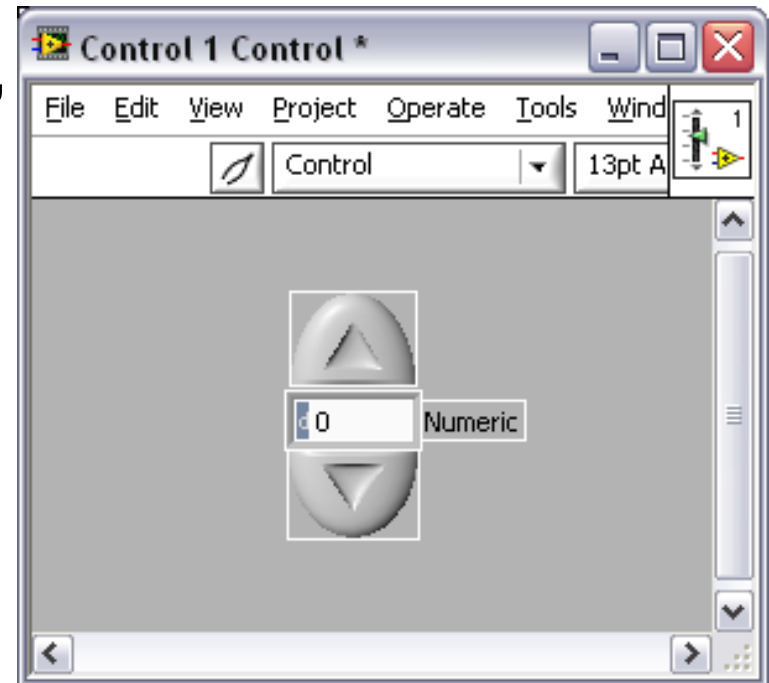 Control 1 Control *
File Edit View Project Operate Tools Wind
1
Control 13pt A
d 0 Numeric